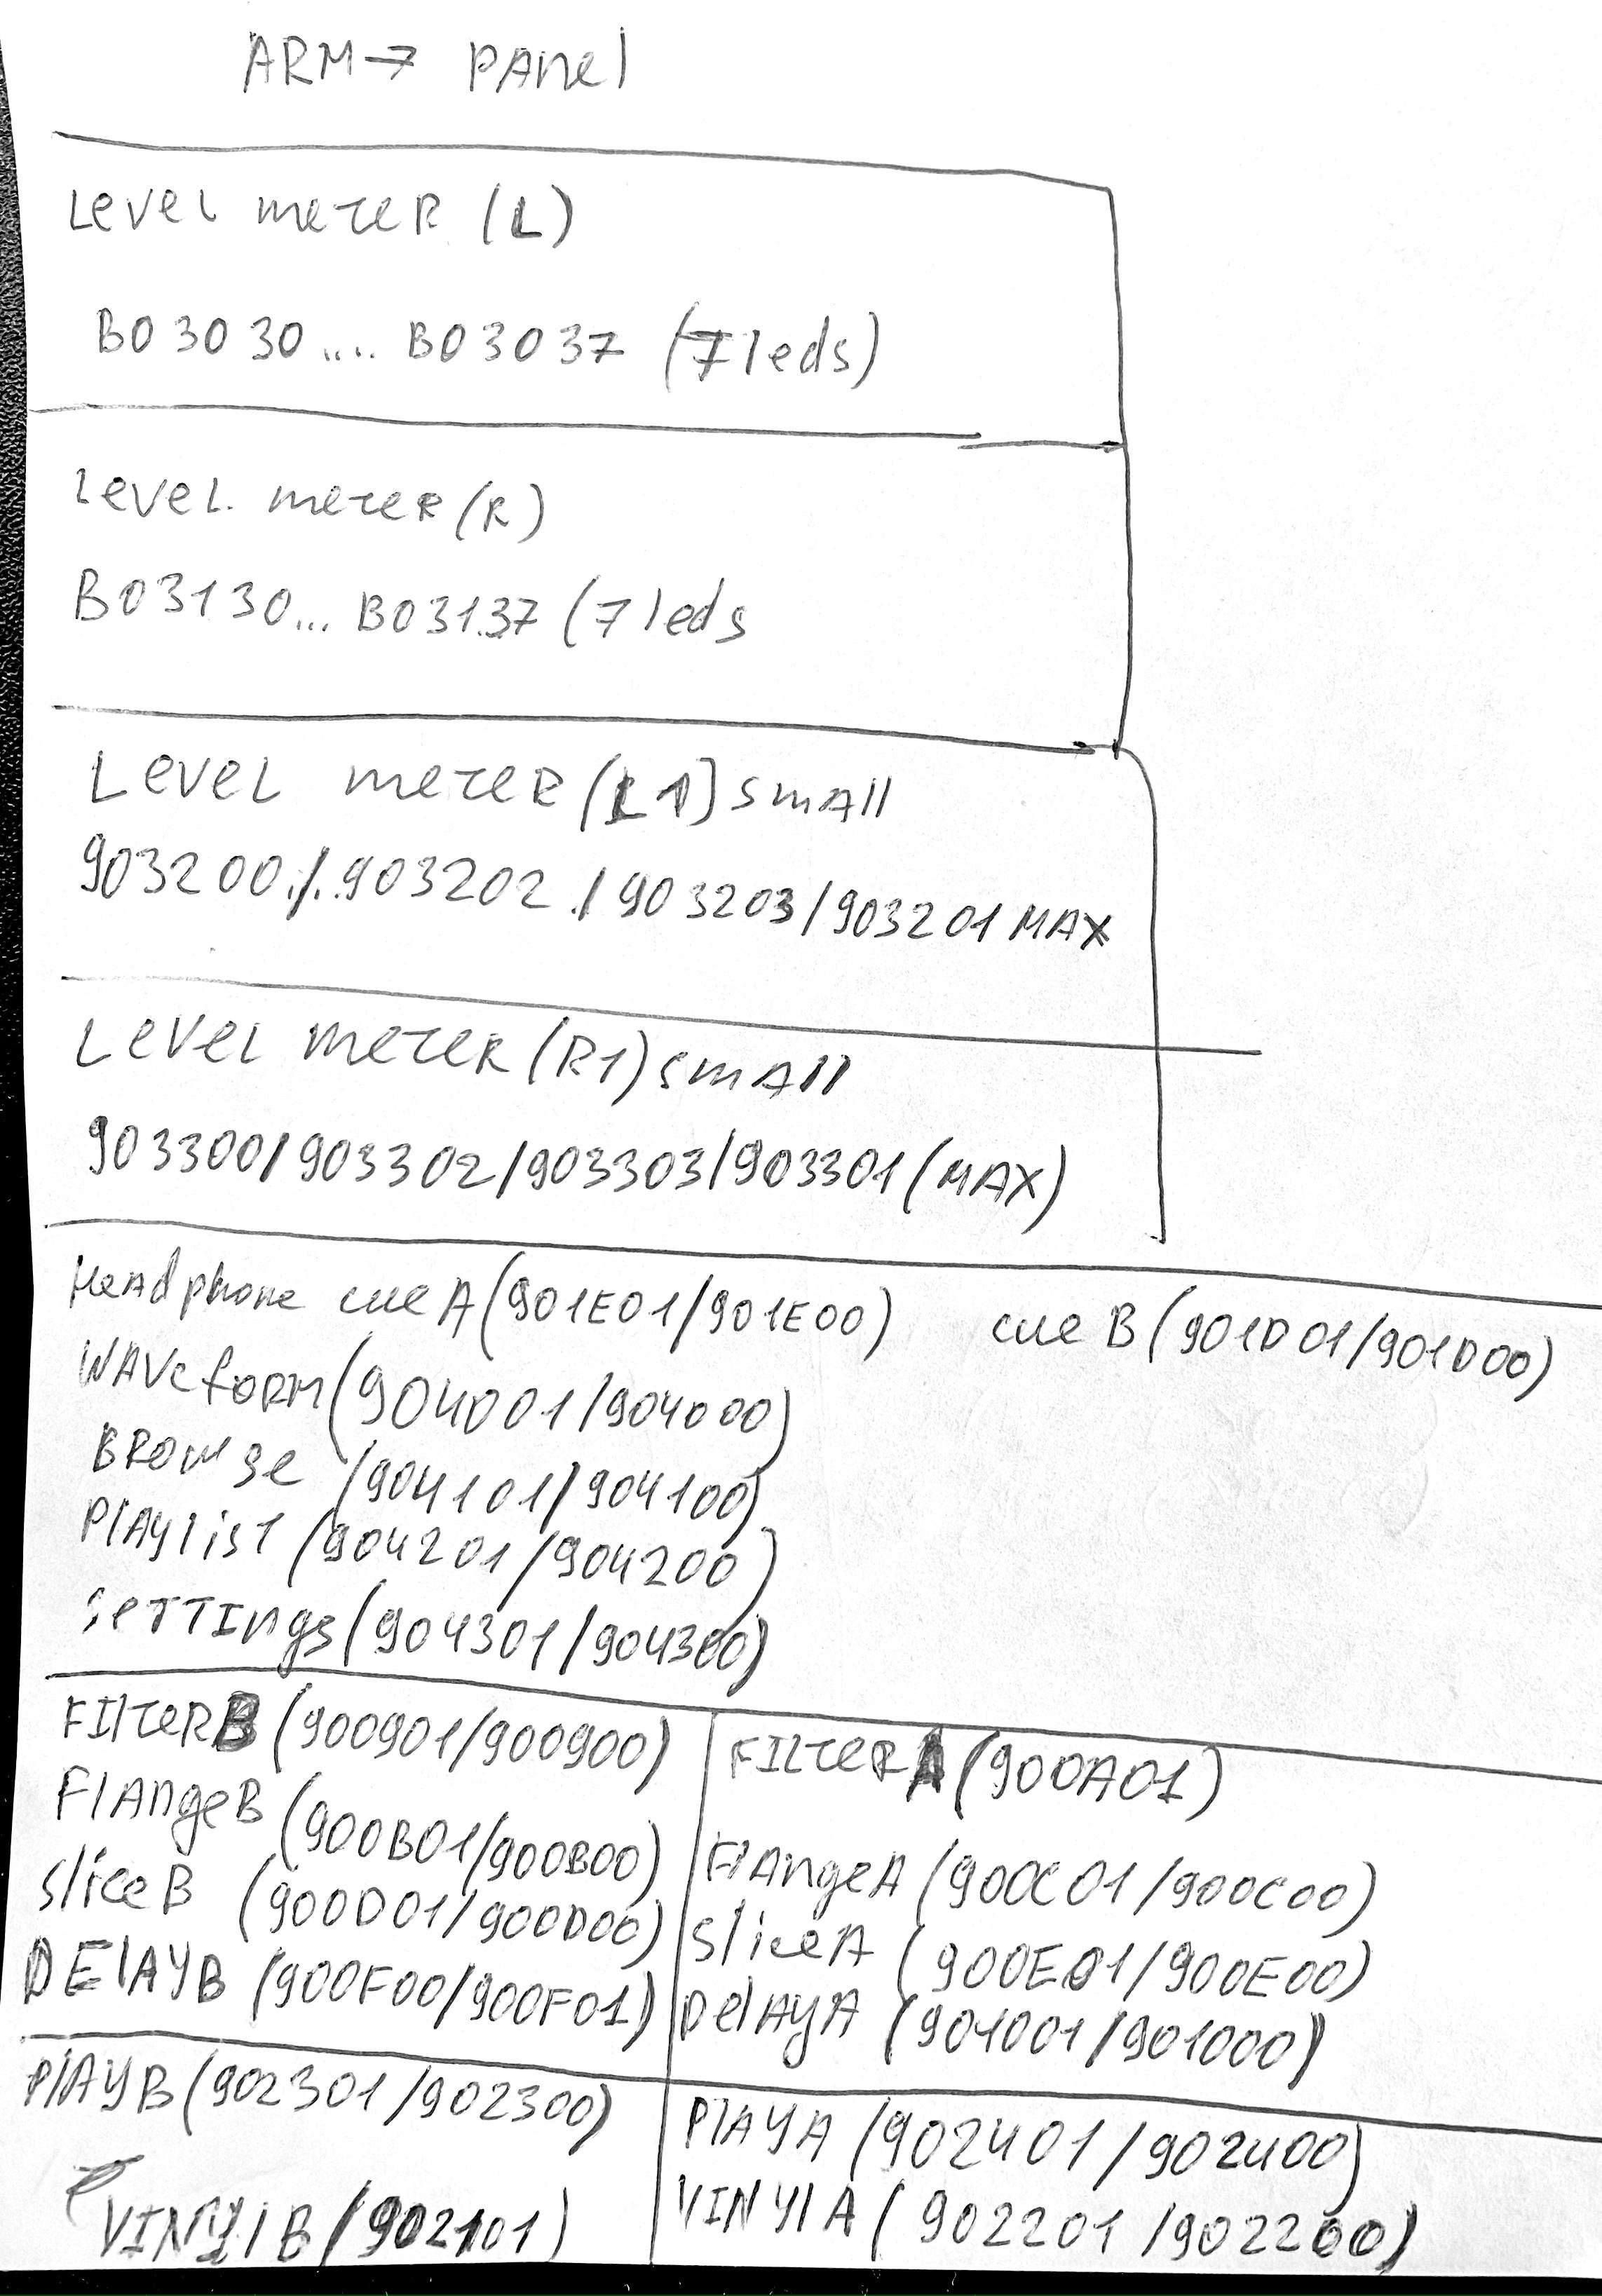 ARM→ PAnel
Level meter (L)
B03030.... B03037 (7leds)
Level. meter (R)
B03130... B03137 (7leds
Level meter (L1) small
903200./.903202./903203/903201 MAX
Level meter (R1) small
903300/903302/903303/903301 (MAX)
Headphone cue A (901E01/901E00) cue B (901D01/901D00)
WAVeform (904001/904000)
BRowse (904101/904100)
PlAylist (904201/904200)
SeTTIngs (904301/904300)
FIlterB (900901/900900)
FIlterA (900A01)
FlAngeB (900B01/900B00)
FlAngeA (900C01/900C00)
sliceB (900D01/900D00)
sliceA (900E01/900E00)
DElAYB (900F00/900F01)
DelAyA (901001/901000)
PlAYB (902301/902300)
PlAYA (902401/902400)
VINYlB (902101)
VINYlA (902201/902200)